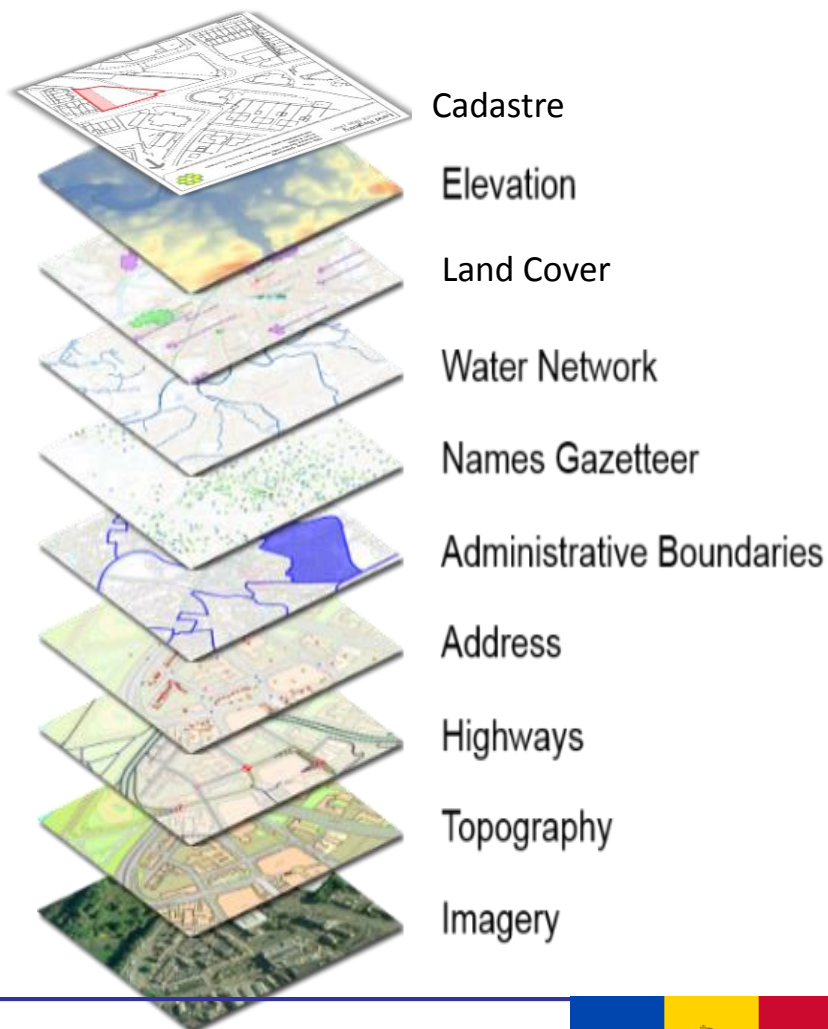 Cadastre
Elevation
Land Cover
Water Network
Names Gazetteer
Administrative Boundaries
Address
Highways
Topography
Imagery